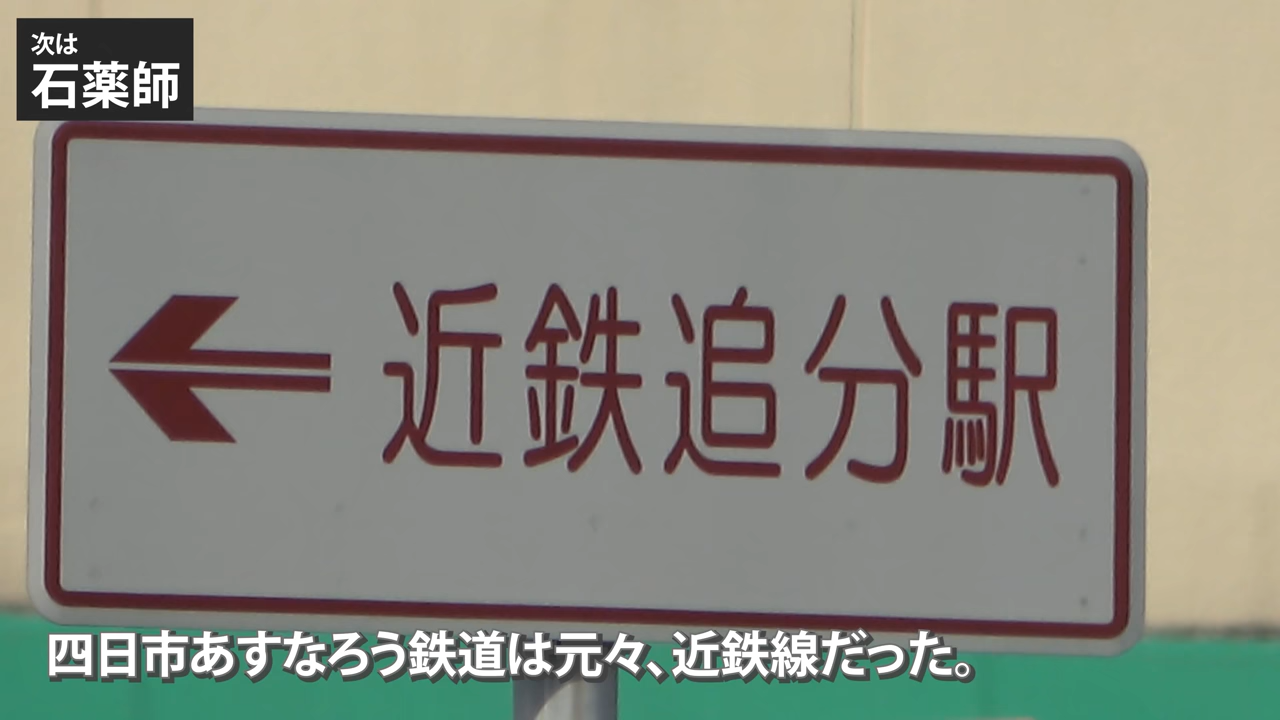 次は
石薬師
近鉄追分駅
四日市あすなろう鉄道は元々、近鉄線だった。